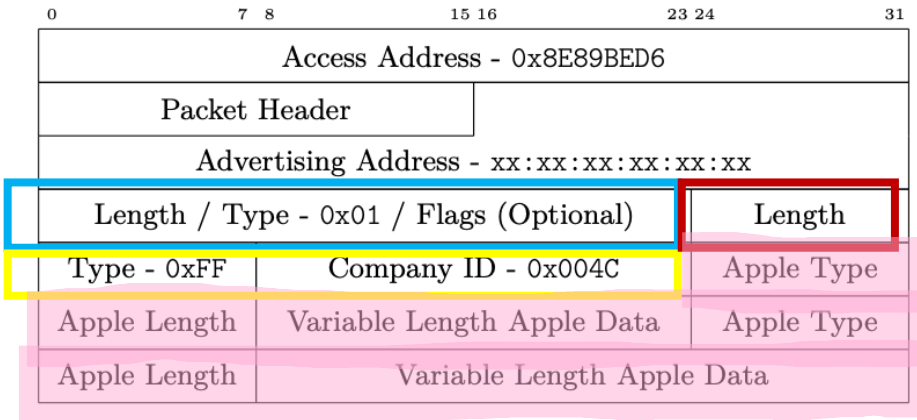 0 7 8 15 16 23 24 31
Access Address - 0x8E89BED6
Packet Header
Advertising Address - xx:xx:xx:xx:xx:xx
Length / Type - 0x01 / Flags (Optional) Length
Type - 0xFF Company ID - 0x004C Apple Type
Apple Length Variable Length Apple Data Apple Type
Apple Length Variable Length Apple Data